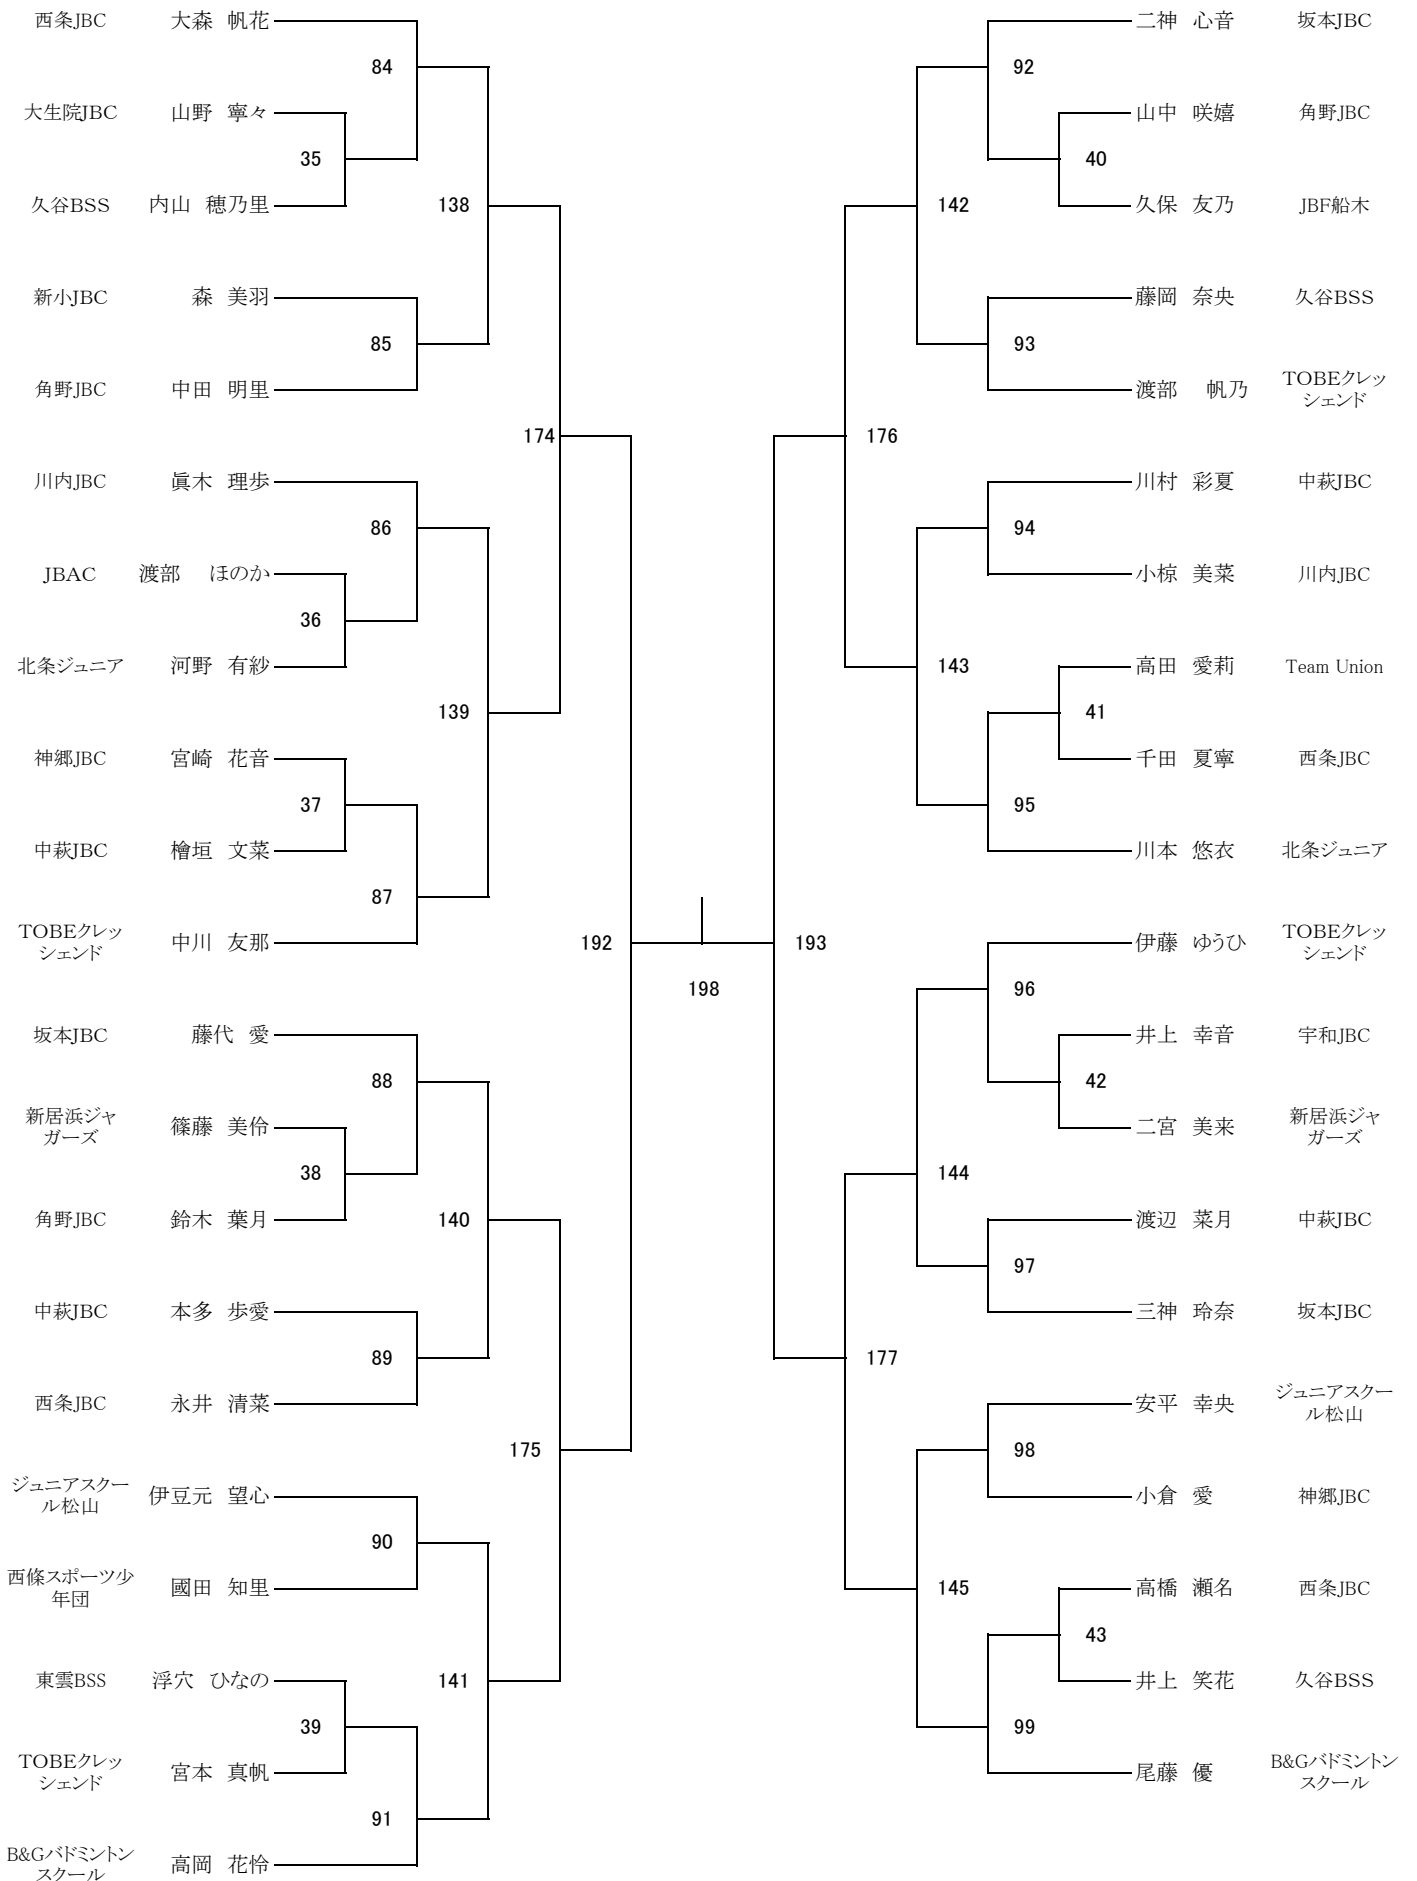 西条JBC 大森 帆花
84
大生院JBC 山野 寧々
35
久谷BSS 内山 穂乃里
138
新小JBC 森 美羽
85
角野JBC 中田 明里
174
川内JBC 眞木 理歩
86
JBAC 渡部 ほのか
36
北条ジュニア 河野 有紗
139
神郷JBC 宮崎 花音
37
中萩JBC 檜垣 文菜
87
TOBEクレッ
シェンド 中川 友那
192
坂本JBC 藤代 愛
88
新居浜ジャ
ガーズ 篠藤 美伶
38
角野JBC 鈴木 葉月
140
中萩JBC 本多 歩愛
89
西条JBC 永井 清菜
175
ジュニアスクー
ル松山 伊豆元 望心
90
西條スポーツ少
年団 國田 知里
東雲BSS 浮穴 ひなの
141
39
TOBEクレッ
シェンド 宮本 真帆
91
B&Gバドミントン
スクール 高岡 花怜
198
二神 心音 坂本JBC
92
山中 咲嬉 角野JBC
40
久保 友乃 JBF船木
142
藤岡 奈央 久谷BSS
93
渡部 帆乃 TOBEクレッ
シェンド
176
川村 彩夏 中萩JBC
94
小椋 美菜 川内JBC
143
高田 愛莉 Team Union
41
千田 夏寧 西条JBC
95
川本 悠衣 北条ジュニア
193
伊藤 ゆうひ TOBEクレッ
シェンド
96
井上 幸音 宇和JBC
42
二宮 美来 新居浜ジャ
ガーズ
144
渡辺 菜月 中萩JBC
97
三神 玲奈 坂本JBC
177
安平 幸央 ジュニアスクー
ル松山
98
小倉 愛 神郷JBC
145
高橋 瀬名 西条JBC
43
井上 笑花 久谷BSS
99
尾藤 優 B&Gバドミントン
スクール